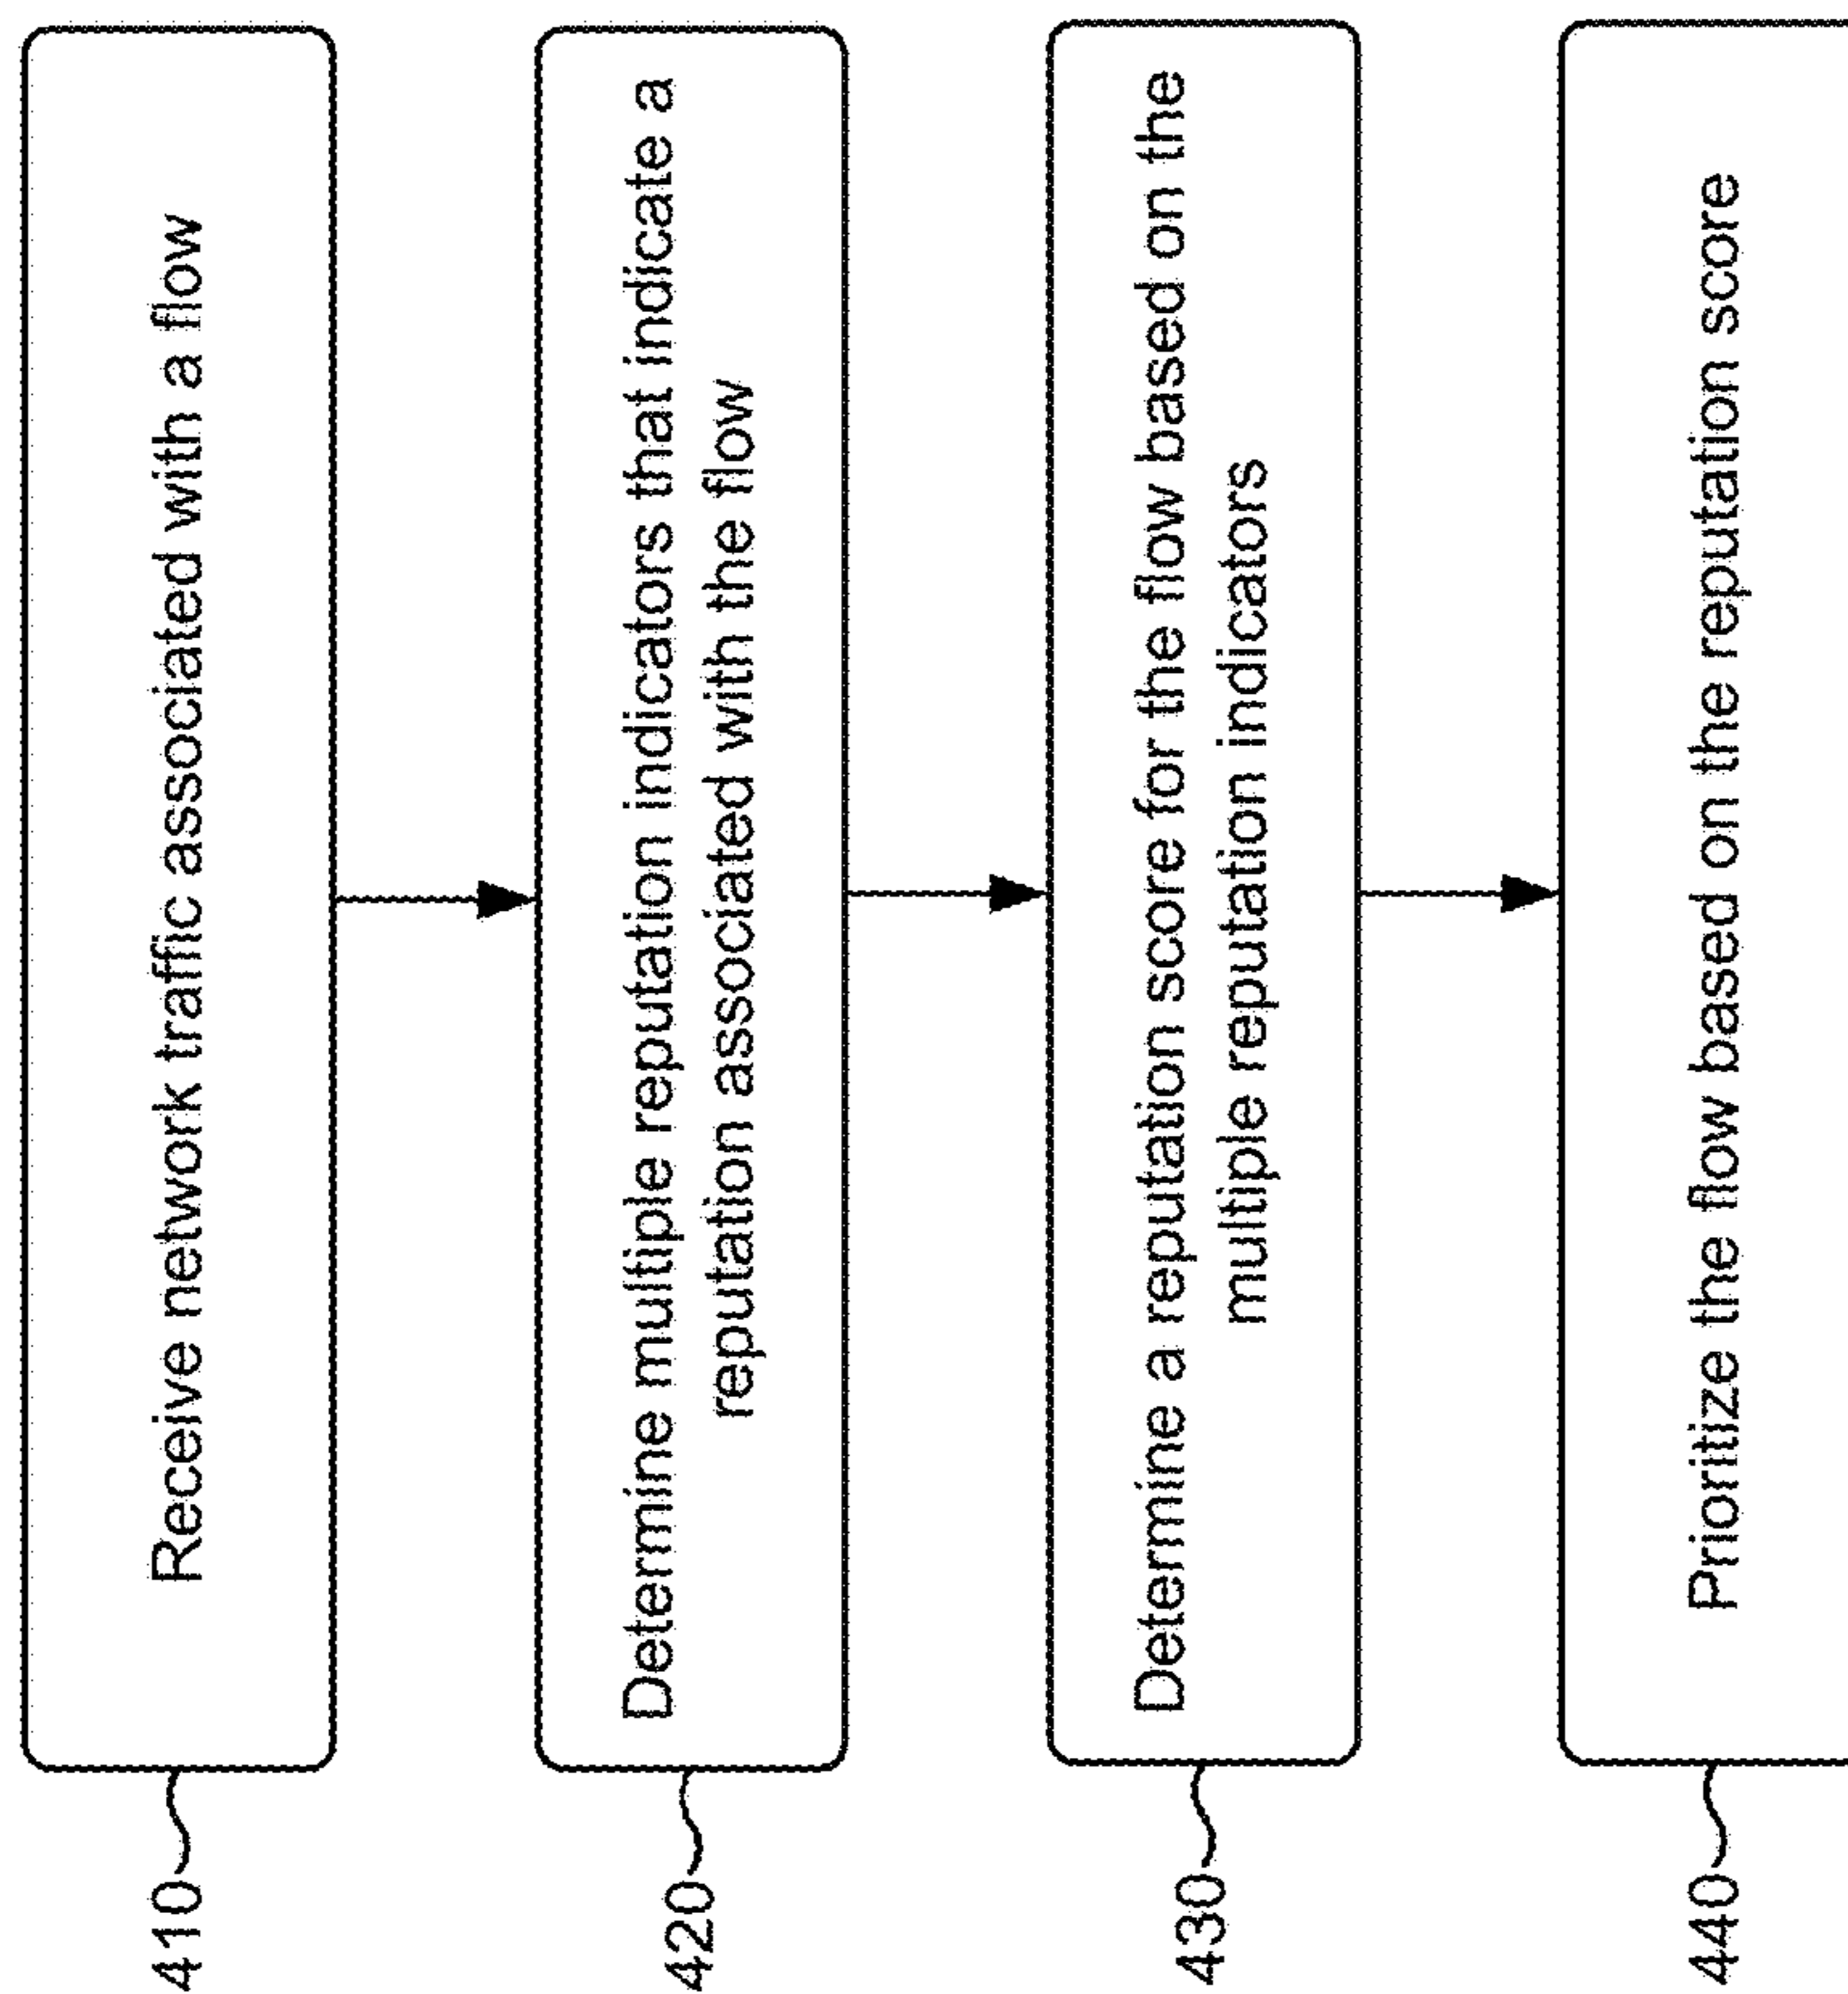 410
Receive network traffic associated with a flow
420
Determine multiple reputation indicators that indicate a
reputation associated with the flow
430
Determine a reputation score for the flow based on the
multiple reputation indicators
440
Prioritize the flow based on the reputation score